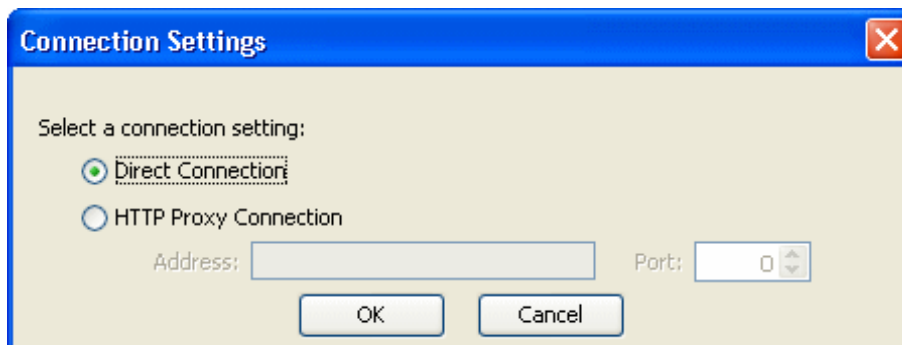 Connection Settings
Select a connection setting:
Direct Connection
HTTP Proxy Connection
Address: Port: 0
OK Cancel